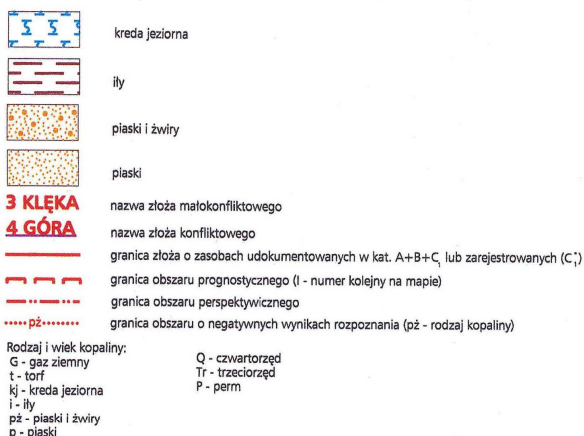 kreda jeziorna
iły
piaski i żwiry
piaski
3 KLĘKA nazwa złoża małokonfliktowego
4 GÓRA nazwa złoża konfliktowego
granica złoża o zasobach udokumentowanych w kat. A+B+C₁ lub zarejestrowanych (C₁*)
granica obszaru prognostycznego (I - numer kolejny na mapie)
granica obszaru perspektywicznego
pż granica obszaru o negatywnych wynikach rozpoznania (pż - rodzaj kopaliny)
Rodzaj i wiek kopaliny:
G - gaz ziemny
t - torf
kj - kreda jeziorna
i - iły
pż - piaski i żwiry
p - piaski
Q - czwartorzęd
Tr - trzeciorzęd
P - perm